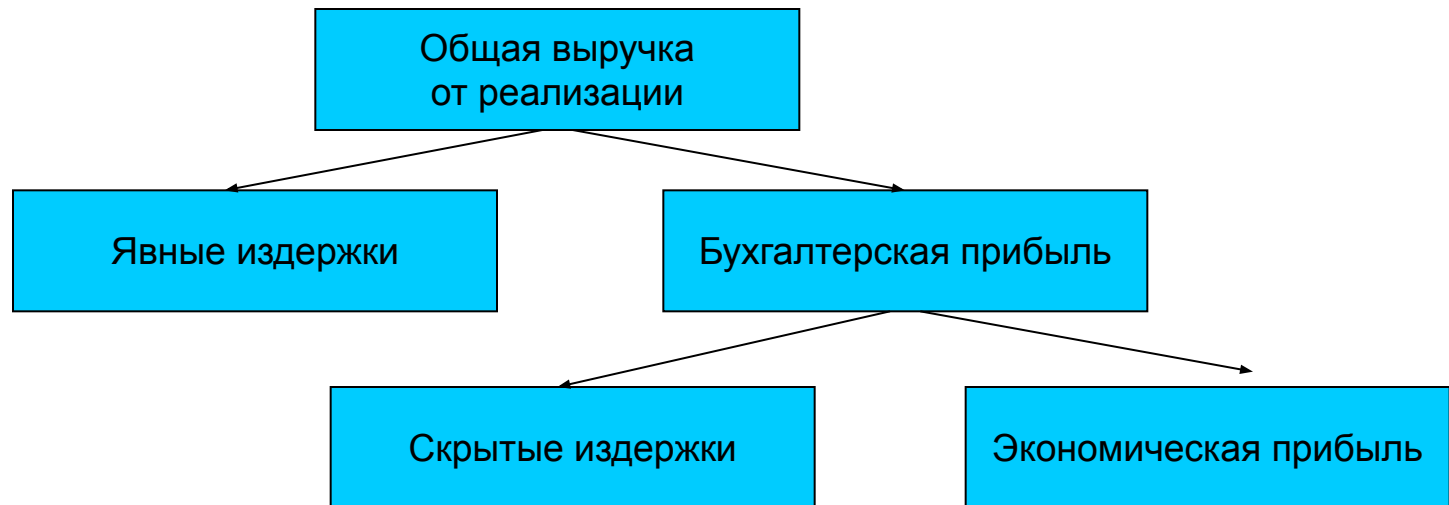 Общая выручка
от реализации
Явные издержки
Бухгалтерская прибыль
Скрытые издержки
Экономическая прибыль